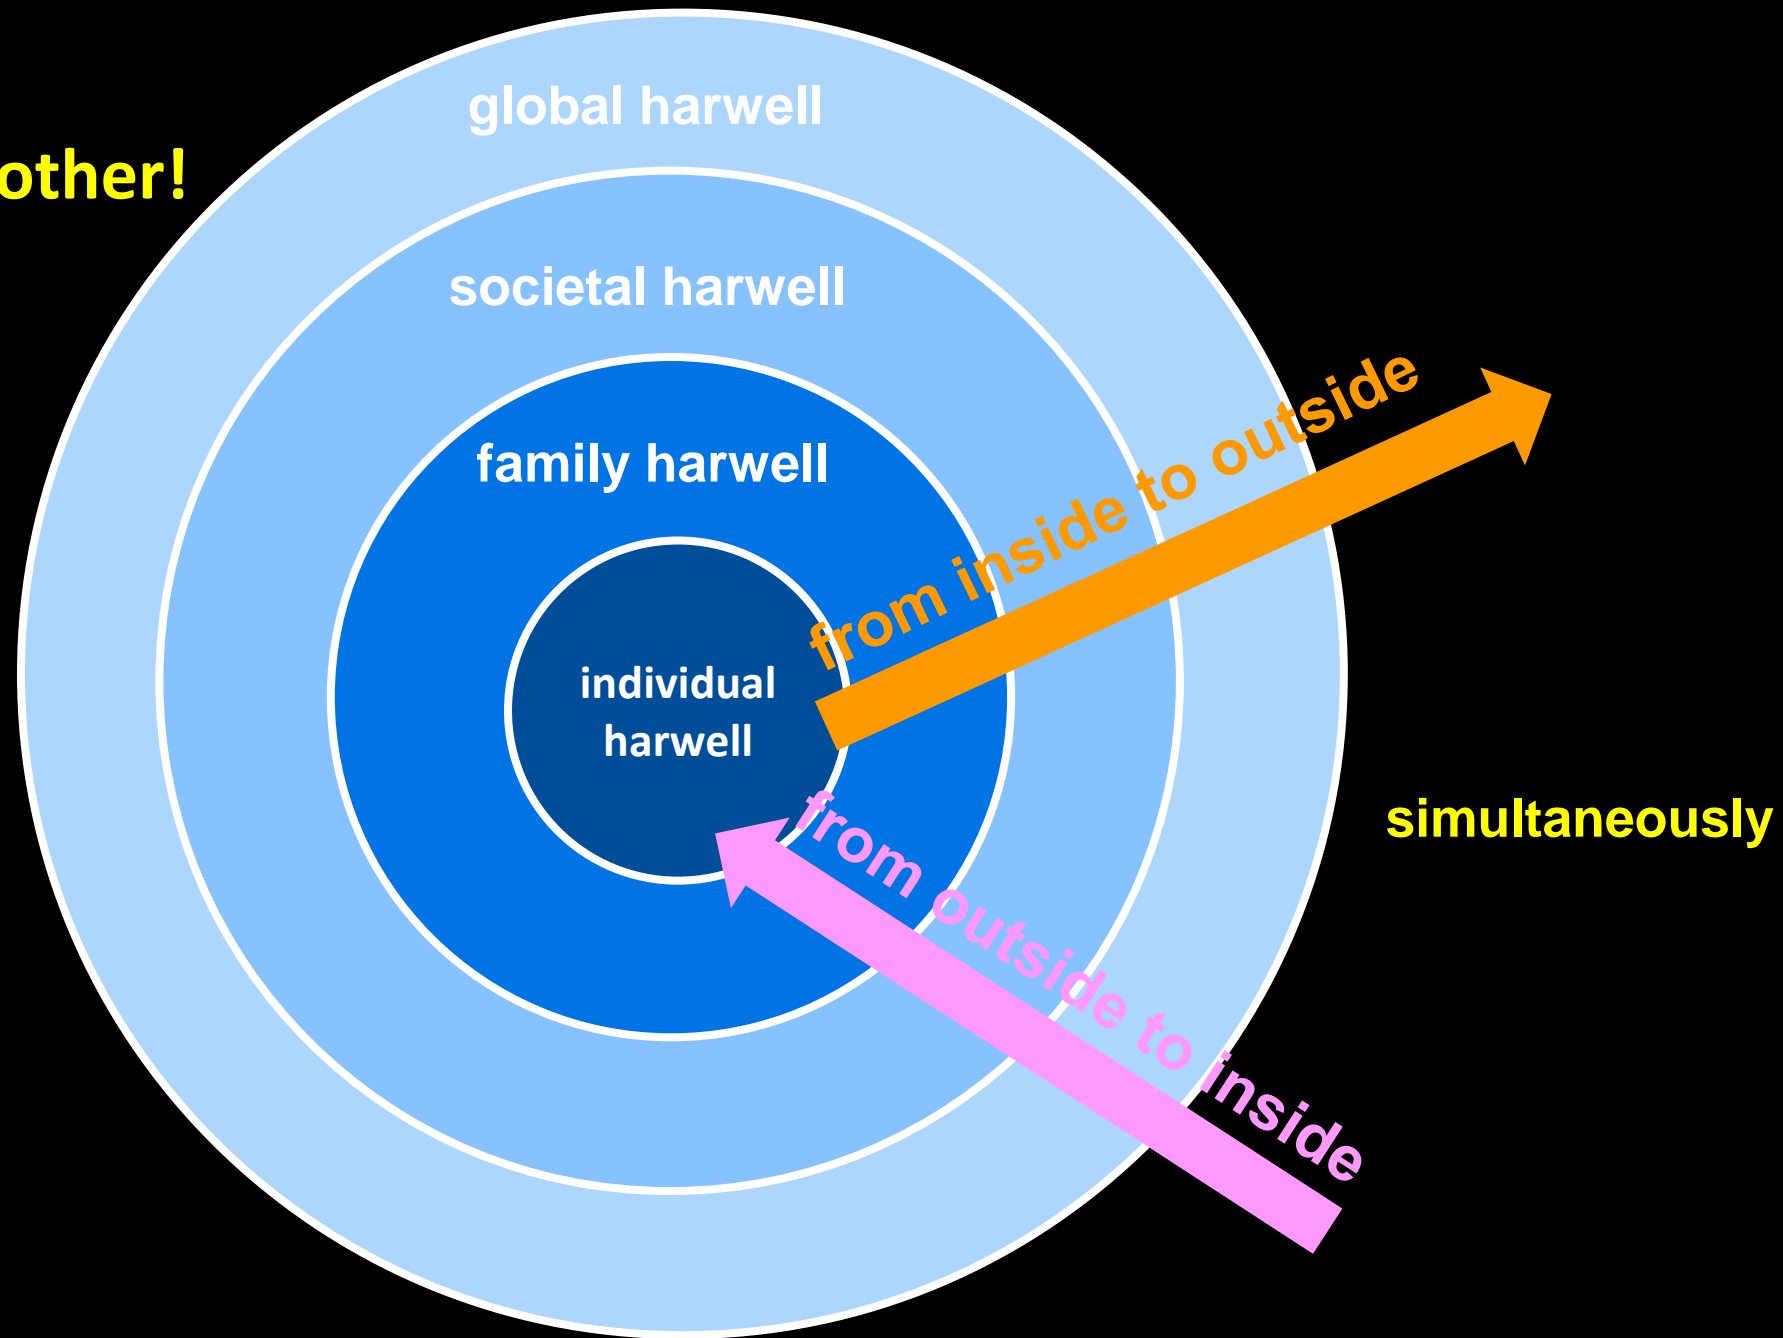 global harwell
other!
societal harwell
family harwell
from inside to outside
individual
harwell
simultaneously
from outside to inside